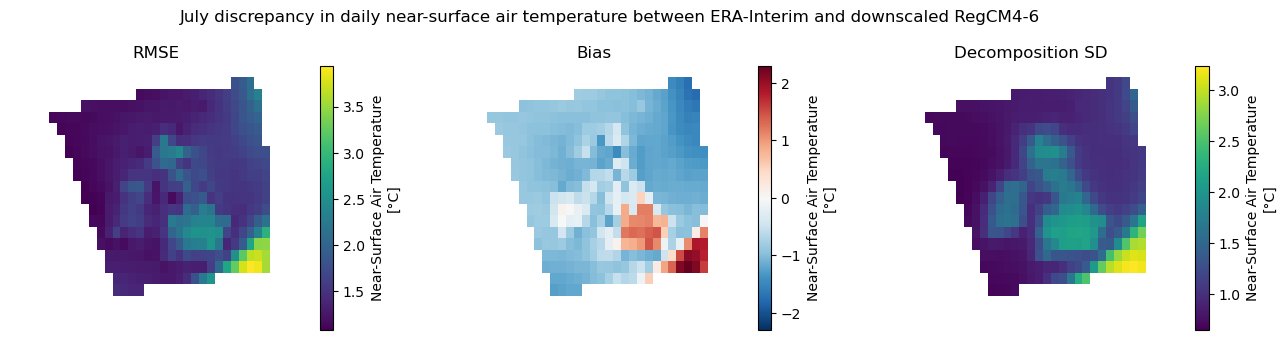 July discrepancy in daily near-surface air temperature between ERA-Interim and downscaled RegCM4-6
RMSE
3.5
3.0
2.5
2.0
1.5
Near-Surface Air Temperature
[°C]
Bias
2
1
0
−1
−2
Near-Surface Air Temperature
[°C]
Decomposition SD
3.0
2.5
2.0
1.5
1.0
Near-Surface Air Temperature
[°C]